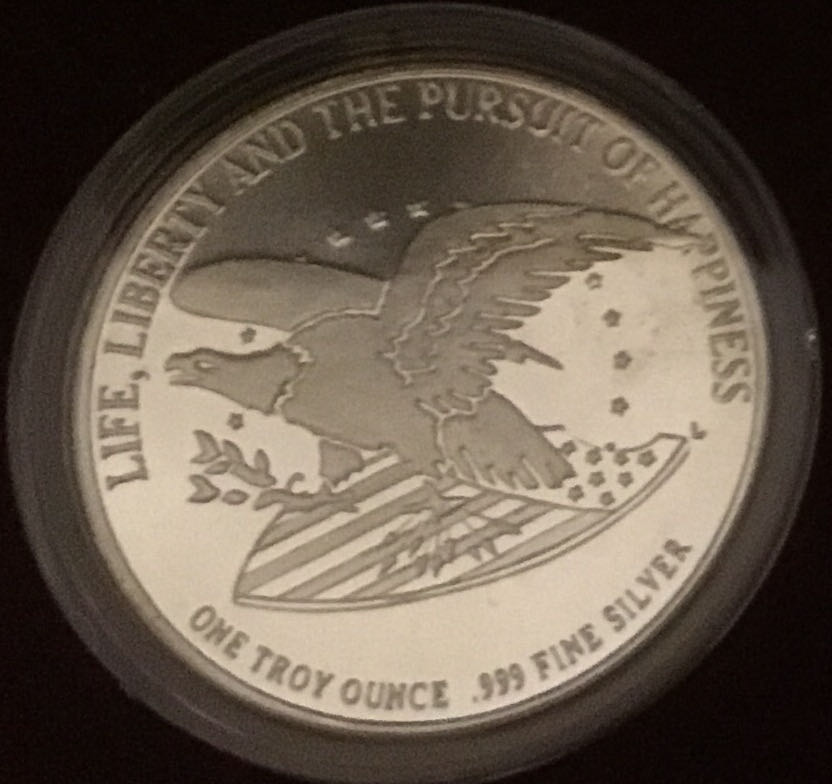 LIFE, LIBERTY AND THE PURSUIT OF HAPPINESS
ONE TROY OUNCE .999 FINE SILVER